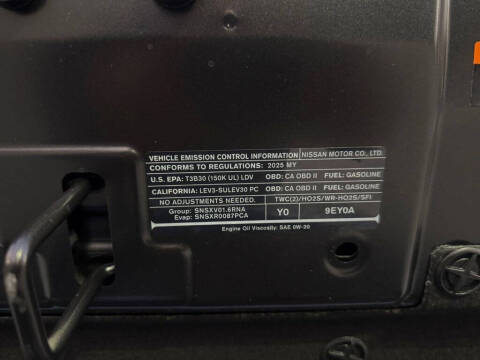 VEHICLE EMISSION CONTROL INFORMATION NISSAN MOTOR CO., LTD.
CONFORMS TO REGULATIONS: 2025 MY
U.S. EPA: T3B30 (150K UL) LDV OBD: CA OBD II FUEL: GASOLINE
CALIFORNIA: LEV3-SULEV30 PC OBD: CA OBD II FUEL: GASOLINE
NO ADJUSTMENTS NEEDED. TWC(2)/HO2S/WR-HO2S/SFI
Group: SNSXV01.6RNA Y0 9EY0A
Evap: SNSXR0087PCA
Engine Oil Viscosity: SAE 0W-20